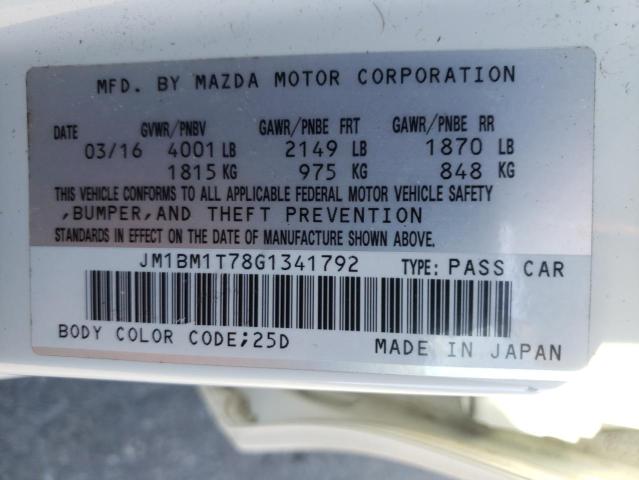 MFD. BY MAZDA MOTOR CORPORATION
DATE GVWR/PNBV GAWR/PNBE FRT GAWR/PNBE RR
03/16 4001 LB 2149 LB 1870 LB
1815 KG 975 KG 848 KG
THIS VEHICLE CONFORMS TO ALL APPLICABLE FEDERAL MOTOR VEHICLE SAFETY
,BUMPER,AND THEFT PREVENTION
STANDARDS IN EFFECT ON THE DATE OF MANUFACTURE SHOWN ABOVE.
JM1BM1T78G1341792 TYPE: PASS CAR
BODY COLOR CODE;25D MADE IN JAPAN